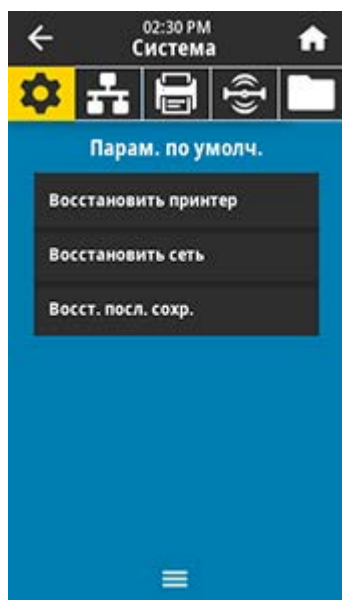 02:30 PM
Система
Парам. по умолч.
Восстановить принтер
Восстановить сеть
Восст. посл. сохр.